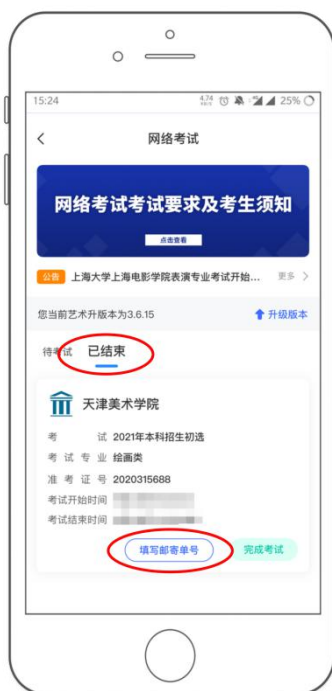 15:24
4.74
KB/S
4G
25%
网络考试
网络考试考试要求及考生须知
点击查看
公告 上海大学上海电影学院表演专业考试开始... 更多 >
您当前艺术升版本为3.6.15 升级版本
待考试 已结束
天津美术学院
考试 2021年本科招生初选
考试专业 绘画类
准考证号 2020315688
考试开始时间
考试结束时间
填写邮寄单号 完成考试